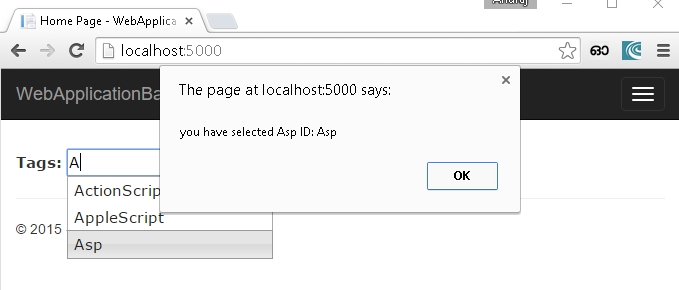 Andrej
Home Page - WebApplica
localhost:5000
WebApplicationBa
The page at localhost:5000 says:
you have selected Asp ID: Asp
OK
Tags: A
ActionScrip
AppleScript
Asp
© 2015